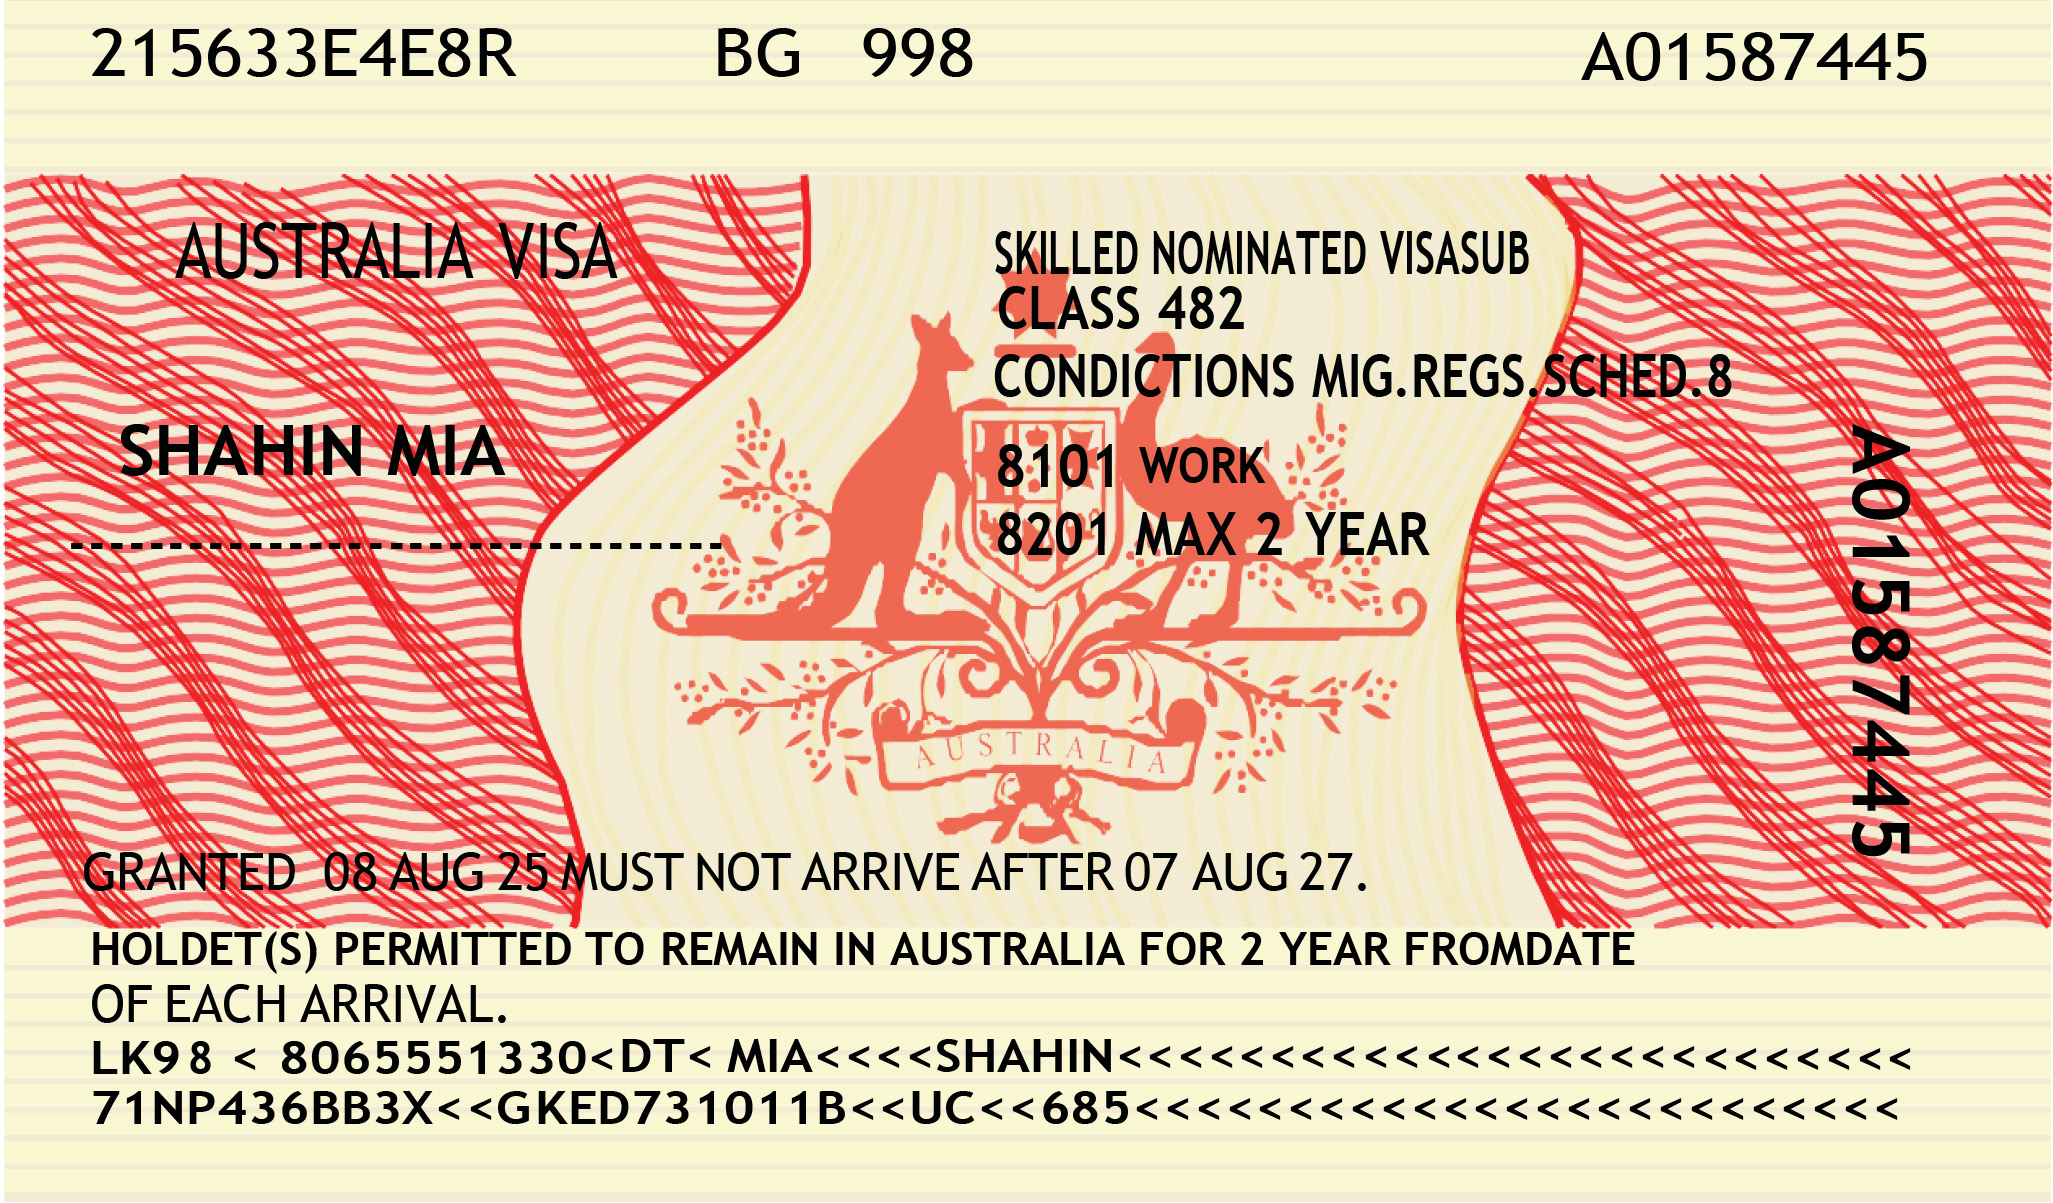 215633E4E8R BG 998 A01587445
AUSTRALIA VISA
SKILLED NOMINATED VISASUB
CLASS 482
CONDICTIONS MIG.REGS.SCHED.8
SHAHIN MIA
8101 WORK
8201 MAX 2 YEAR
---------------------------------
A01587445
AUSTRALIA
GRANTED 08 AUG 25 MUST NOT ARRIVE AFTER 07 AUG 27.
HOLDET(S) PERMITTED TO REMAIN IN AUSTRALIA FOR 2 YEAR FROMDATE
OF EACH ARRIVAL.
LK98 < 8065551330<DT< MIA<<<<SHAHIN<<<<<<<<<<<<<<<<<<<<<<<<<<
71NP436BB3X<<GKED731011B<<UC<<685<<<<<<<<<<<<<<<<<<<<<<<<<